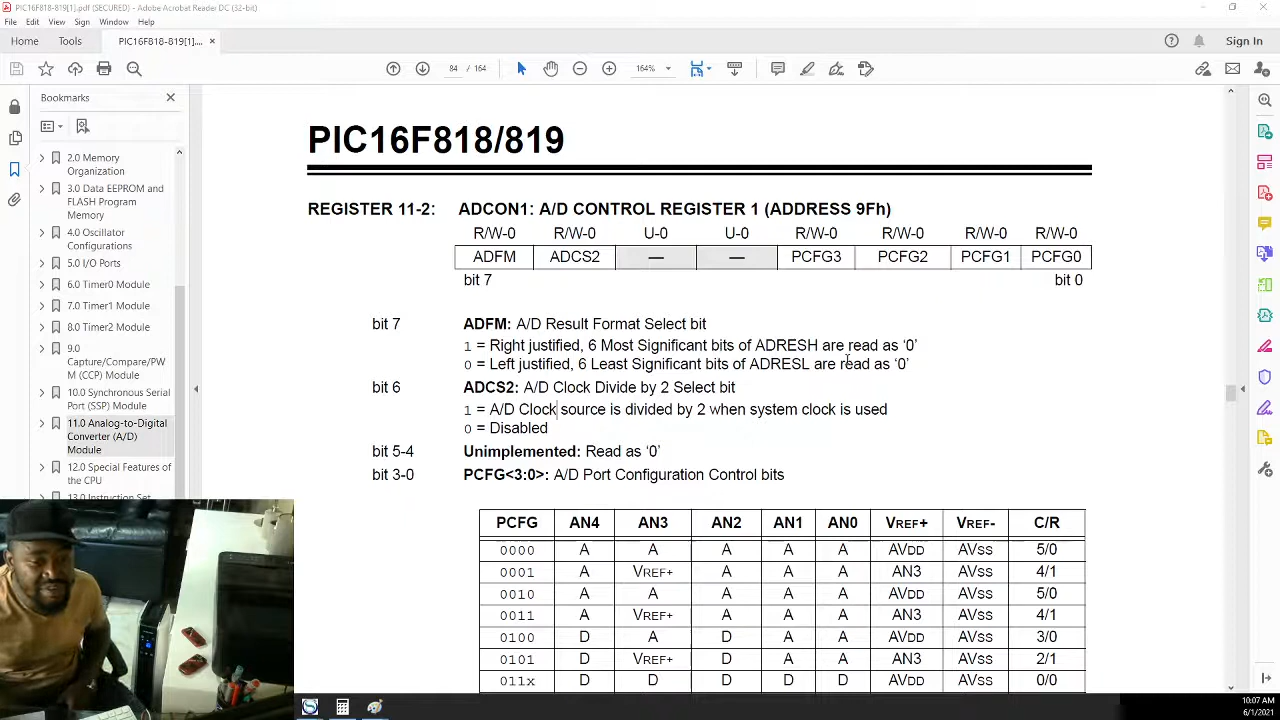 PIC16F818-819[1].pdf (SECURED) - Adobe Acrobat Reader DC (32-bit)
File Edit View Sign Window Help
Home Tools PIC16F818-819[1].... × Sign In
84 / 164 164%
Bookmarks
2.0 Memory
Organization
3.0 Data EEPROM and
FLASH Program
Memory
4.0 Oscillator
Configurations
5.0 I/O Ports
6.0 Timer0 Module
7.0 Timer1 Module
8.0 Timer2 Module
9.0
Capture/Compare/PW
M (CCP) Module
10.0 Synchronous Serial
Port (SSP) Module
11.0 Analog-to-Digital
Converter (A/D)
Module
12.0 Special Features of
the CPU
13.0 Instruction Set
PIC16F818/819
REGISTER 11-2: ADCON1: A/D CONTROL REGISTER 1 (ADDRESS 9Fh)
R/W-0 R/W-0 U-0 U-0 R/W-0 R/W-0 R/W-0 R/W-0
ADFM ADCS2 — — PCFG3 PCFG2 PCFG1 PCFG0
bit 7 bit 0
bit 7 ADFM: A/D Result Format Select bit
1 = Right justified, 6 Most Significant bits of ADRESH are read as ‘0’
0 = Left justified, 6 Least Significant bits of ADRESL are read as ‘0’
bit 6 ADCS2: A/D Clock Divide by 2 Select bit
1 = A/D Clock source is divided by 2 when system clock is used
0 = Disabled
bit 5-4 Unimplemented: Read as ‘0’
bit 3-0 PCFG<3:0>: A/D Port Configuration Control bits
PCFG AN4 AN3 AN2 AN1 AN0 VREF+ VREF- C/R
0000 A A A A A AVDD AVSS 5/0
0001 A VREF+ A A A AN3 AVSS 4/1
0010 A A A A A AVDD AVSS 5/0
0011 A VREF+ A A A AN3 AVSS 4/1
0100 D A D A A AVDD AVSS 3/0
0101 D VREF+ D A A AN3 AVSS 2/1
011x D D D D D AVDD AVSS 0/0
10:07 AM
6/1/2021